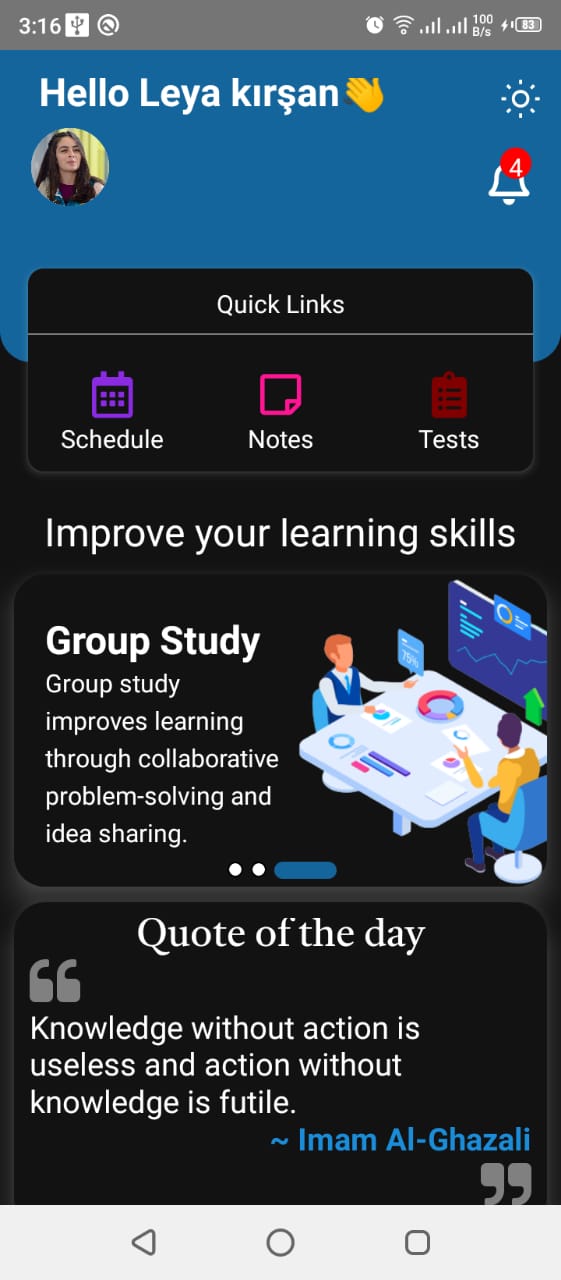 3:16 100 B/s 83
Hello Leya kırşan👋
4
Quick Links
Schedule Notes Tests
Improve your learning skills
Group Study
Group study
improves learning
through collaborative
problem-solving and
idea sharing.
75%
Quote of the day
Knowledge without action is
useless and action without
knowledge is futile.
~ Imam Al-Ghazali